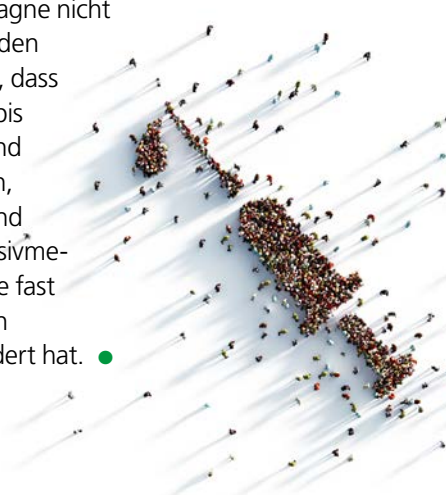 agne nicht
den
, dass
bis
nd
n,
nd
sivme-
e fast
n
dert hat.